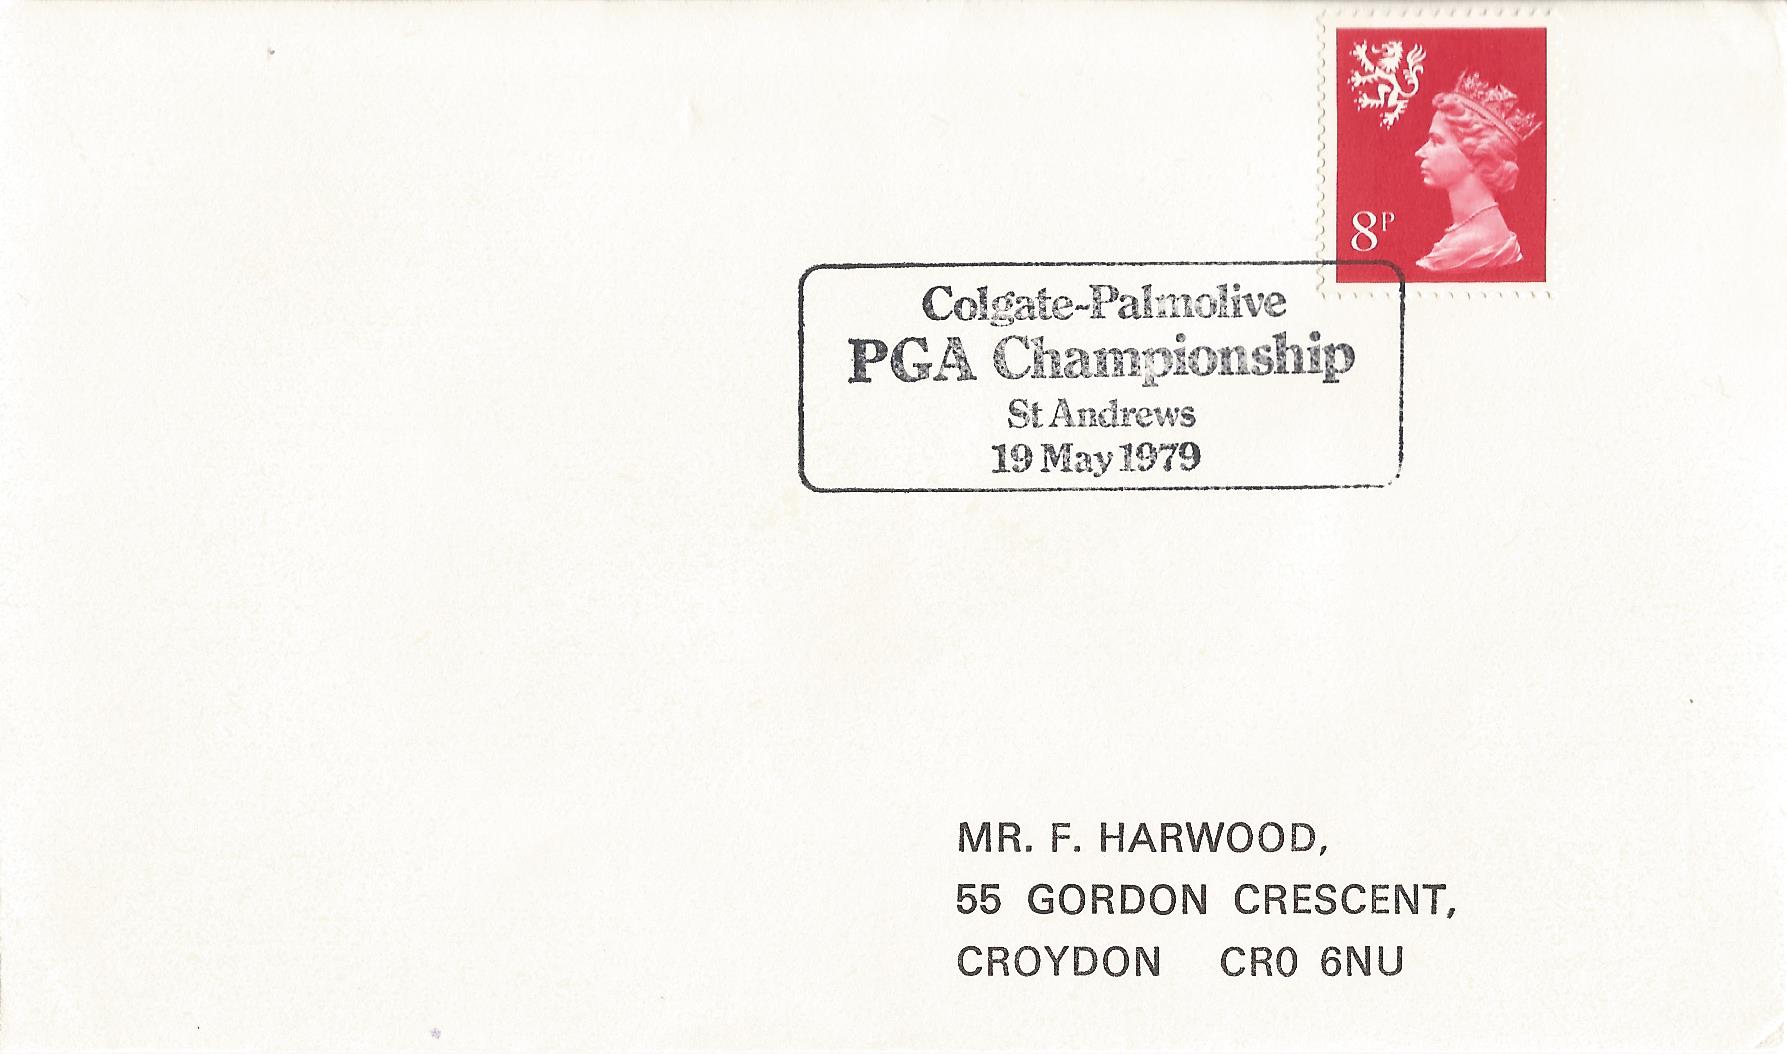 8P
Colgate-Palmolive
PGA Championship
St Andrews
19 May 1979
MR. F. HARWOOD,
55 GORDON CRESCENT,
CROYDON CR0 6NU